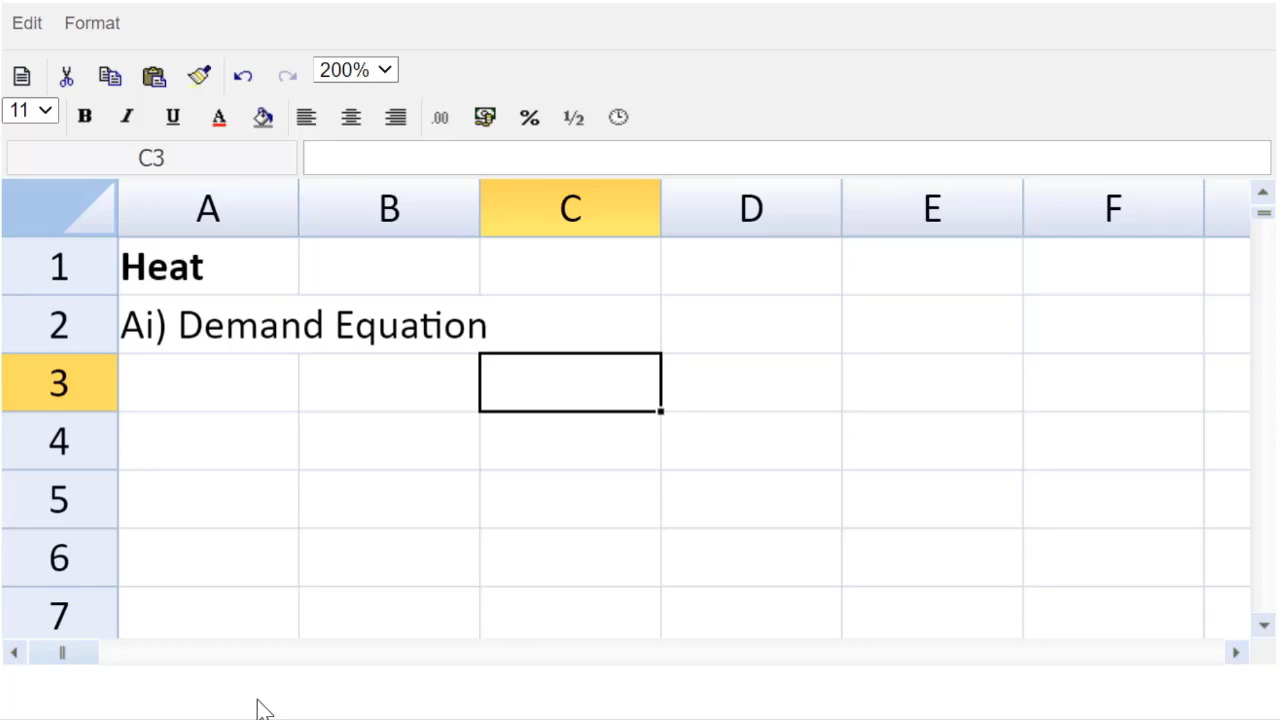 Edit Format
200%
11 B I U A .00 % 1/2
C3
A B C D E F
1 Heat
2 Ai) Demand Equation
3
4
5
6
7